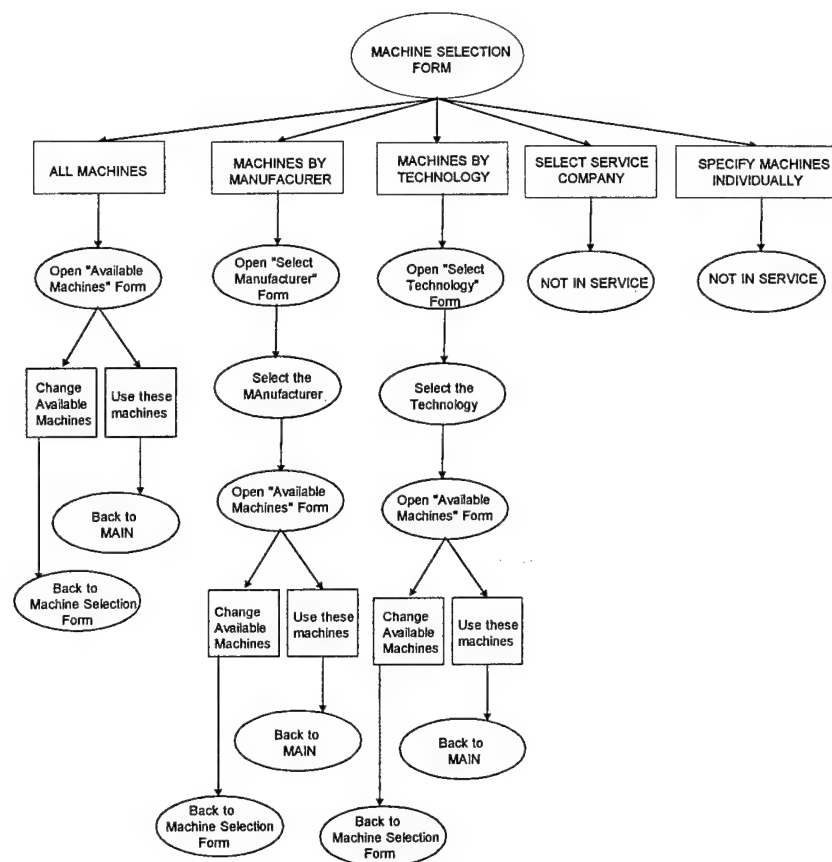 MACHINE SELECTION
FORM
ALL MACHINES
MACHINES BY
MANUFACURER
MACHINES BY
TECHNOLOGY
SELECT SERVICE
COMPANY
SPECIFY MACHINES
INDIVIDUALLY
Open "Available
Machines" Form
Open "Select
Manufacturer"
Form
Open "Select
Technology"
Form
NOT IN SERVICE
NOT IN SERVICE
Change
Available
Machines
Use these
machines
Select the
MAnufacturer
Select the
Technology
Back to
MAIN
Open "Available
Machines" Form
Open "Available
Machines" Form
Back to
Machine Selection
Form
Change
Available
Machines
Use these
machines
Change
Available
Machines
Use these
machines
Back to
MAIN
Back to
MAIN
Back to
Machine Selection
Form
Back to
Machine Selection
Form